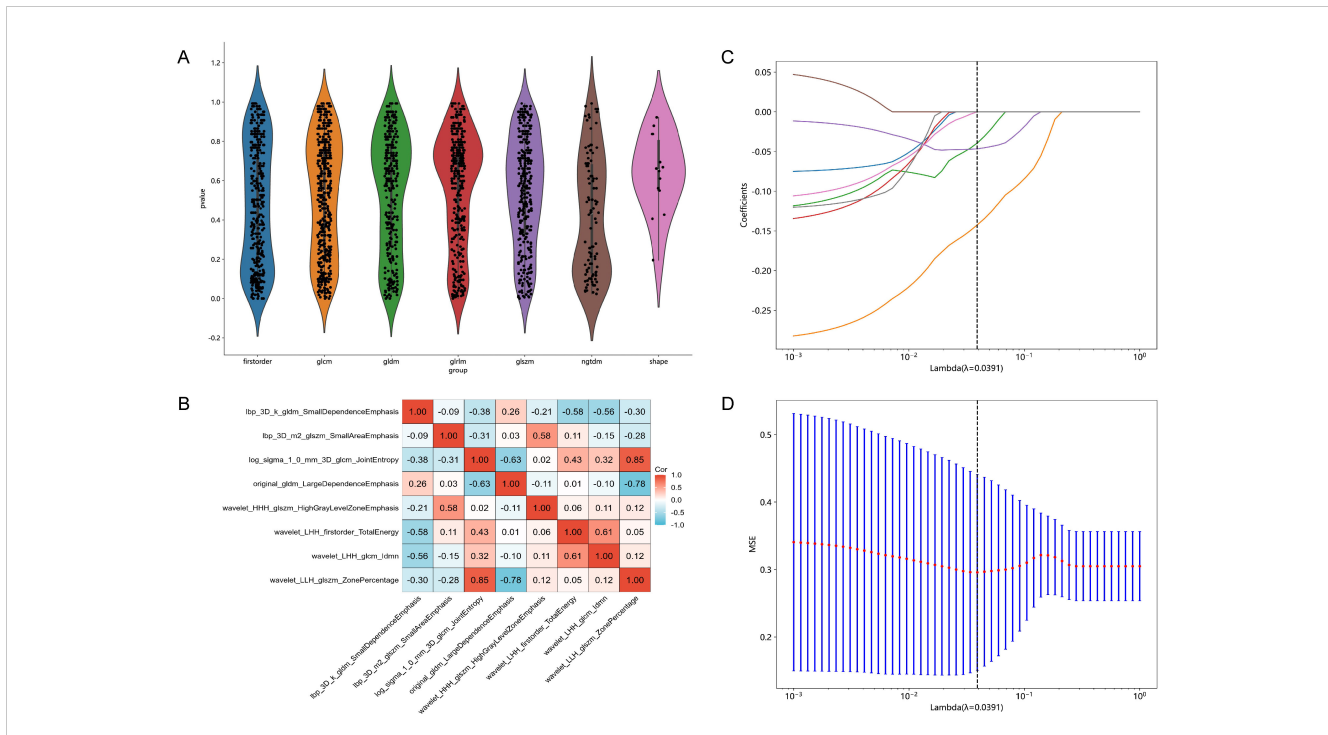 A
1.2
1.0
0.8
0.6
0.4
0.2
0.0
-0.2
pvalue
firstorder glcm gldm glrlm glszm ngtdm shape
group
B
lbp_3D_k_gldm_SmallDependenceEmphasis 1.00 -0.09 -0.38 0.26 -0.21 -0.58 -0.56 -0.30
lbp_3D_m2_glszm_SmallAreaEmphasis -0.09 1.00 -0.31 0.03 0.58 0.11 -0.15 -0.28
log_sigma_1_0_mm_3D_glcm_JointEntropy -0.38 -0.31 1.00 -0.63 0.02 0.43 0.32 0.85
original_gldm_LargeDependenceEmphasis 0.26 0.03 -0.63 1.00 -0.11 0.01 -0.10 -0.78
wavelet_HHH_glszm_HighGrayLevelZoneEmphasis -0.21 0.58 0.02 -0.11 1.00 0.06 0.11 0.12
wavelet_LHH_firstorder_TotalEnergy -0.58 0.11 0.43 0.01 0.06 1.00 0.61 0.05
wavelet_LHH_glcm_Idmn -0.56 -0.15 0.32 -0.10 0.11 0.61 1.00 0.12
wavelet_LLH_glszm_ZonePercentage -0.30 -0.28 0.85 -0.78 0.12 0.05 0.12 1.00
lbp_3D_k_gldm_SmallDependenceEmphasis
lbp_3D_m2_glszm_SmallAreaEmphasis
log_sigma_1_0_mm_3D_glcm_JointEntropy
original_gldm_LargeDependenceEmphasis
wavelet_HHH_glszm_HighGrayLevelZoneEmphasis
wavelet_LHH_firstorder_TotalEnergy
wavelet_LHH_glcm_Idmn
wavelet_LLH_glszm_ZonePercentage
Cor
1.0
0.5
0.0
-0.5
-1.0
C
0.05
0.00
-0.05
-0.10
-0.15
-0.20
-0.25
Coefficients
10⁻³ 10⁻² 10⁻¹ 10⁰
Lambda(λ=0.0391)
D
0.5
0.4
0.3
0.2
MSE
10⁻³ 10⁻² 10⁻¹ 10⁰
Lambda(λ=0.0391)